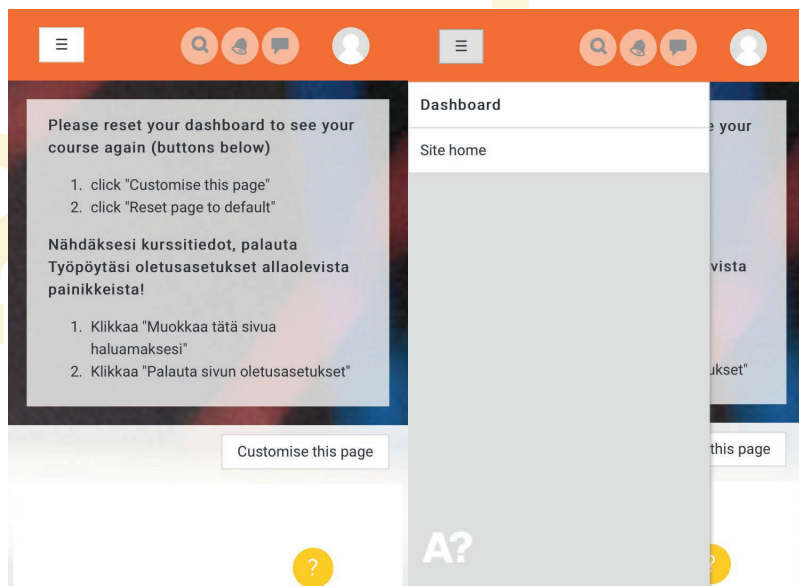 ☰
Please reset your dashboard to see your
course again (buttons below)
1. click "Customise this page"
2. click "Reset page to default"
Nähdäksesi kurssitiedot, palauta
Työpöytäsi oletusasetukset allaolevista
painikkeista!
1. Klikkaa "Muokkaa tätä sivua
haluamaksesi"
2. Klikkaa "Palauta sivun oletusasetukset"
Customise this page
?
☰
Dashboard
Site home
e your
vista
ukset"
this page
A?
?